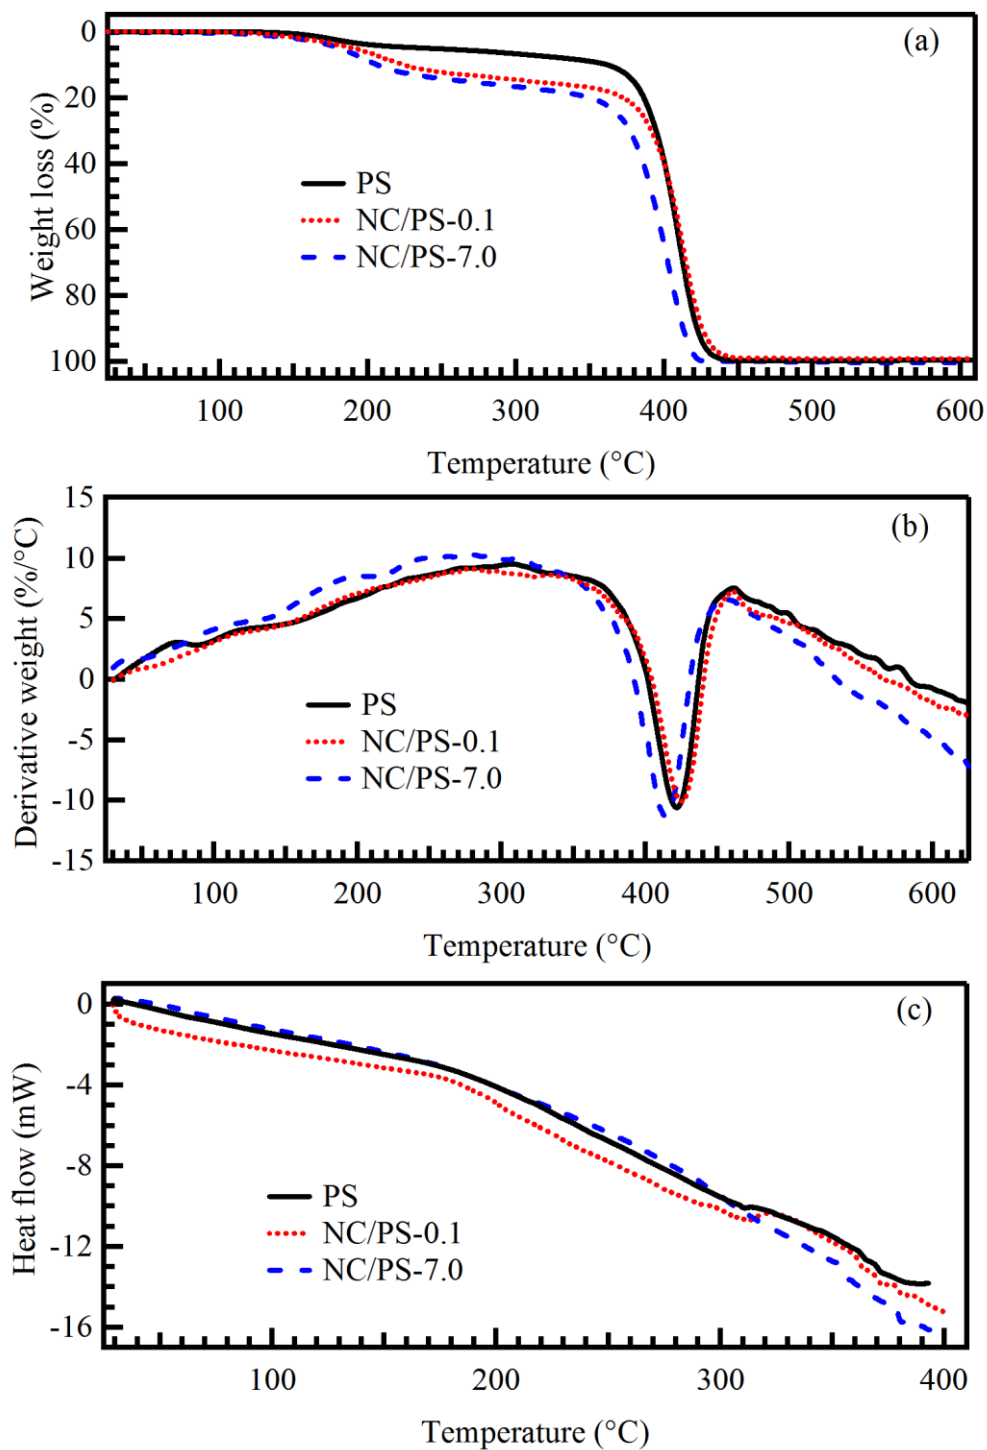 (a)
0
20
40
60
80
100
Weight loss (%)
PS
NC/PS-0.1
NC/PS-7.0
100 200 300 400 500 600
Temperature (°C)
(b)
15
10
5
0
-5
-10
-15
Derivative weight (%/°C)
PS
NC/PS-0.1
NC/PS-7.0
100 200 300 400 500 600
Temperature (°C)
(c)
0
-4
-8
-12
-16
Heat flow (mW)
PS
NC/PS-0.1
NC/PS-7.0
100 200 300 400
Temperature (°C)